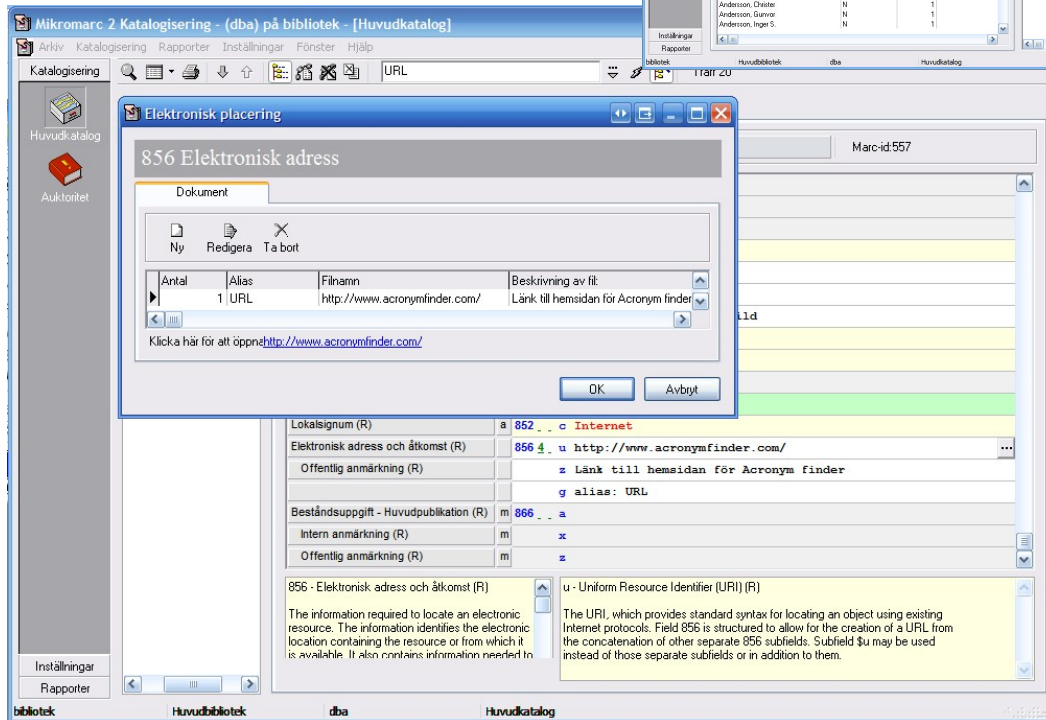 Mikromarc 2 Katalogisering - (dba) på bibliotek - [Huvudkatalog]
Andersson, Christer N 1
Andersson, Gunvor N 1
Andersson, Inger S. N 1
Inställningar
Rapporter
bibliotek Huvudbibliotek dba Huvudkatalog
Arkiv Katalogisering Rapporter Inställningar Fönster Hjälp
Katalogisering
URL
Träff 20
Huvudkatalog
Auktoritet
Elektronisk placering
856 Elektronisk adress
Dokument
Ny Redigera Ta bort
Antal Alias Filnamn Beskrivning av fil:
1 URL http://www.acronymfinder.com/ Länk till hemsidan för Acronym finder
Klicka här för att öppna http://www.acronymfinder.com/
OK Avbryt
Marc-id:557
ild
Lokalsignum (R) a 852 _ _ c Internet
Elektronisk adress och åtkomst (R) 856 4 _ u http://www.acronymfinder.com/ ...
Offentlig anmärkning (R) z Länk till hemsidan för Acronym finder
g alias: URL
Beståndsuppgift - Huvudpublikation (R) m 866 _ _ a
Intern anmärkning (R) m x
Offentlig anmärkning (R) m z
856 - Elektronisk adress och åtkomst (R)
The information required to locate an electronic
resource. The information identifies the electronic
location containing the resource or from which it
is available. It also contains information needed to
u - Uniform Resource Identifier (URI) (R)
The URI, which provides standard syntax for locating an object using existing
Internet protocols. Field 856 is structured to allow for the creation of a URL from
the concatenation of other separate 856 subfields. Subfield $u may be used
instead of those separate subfields or in addition to them.
Inställningar
Rapporter
bibliotek Huvudbibliotek dba Huvudkatalog